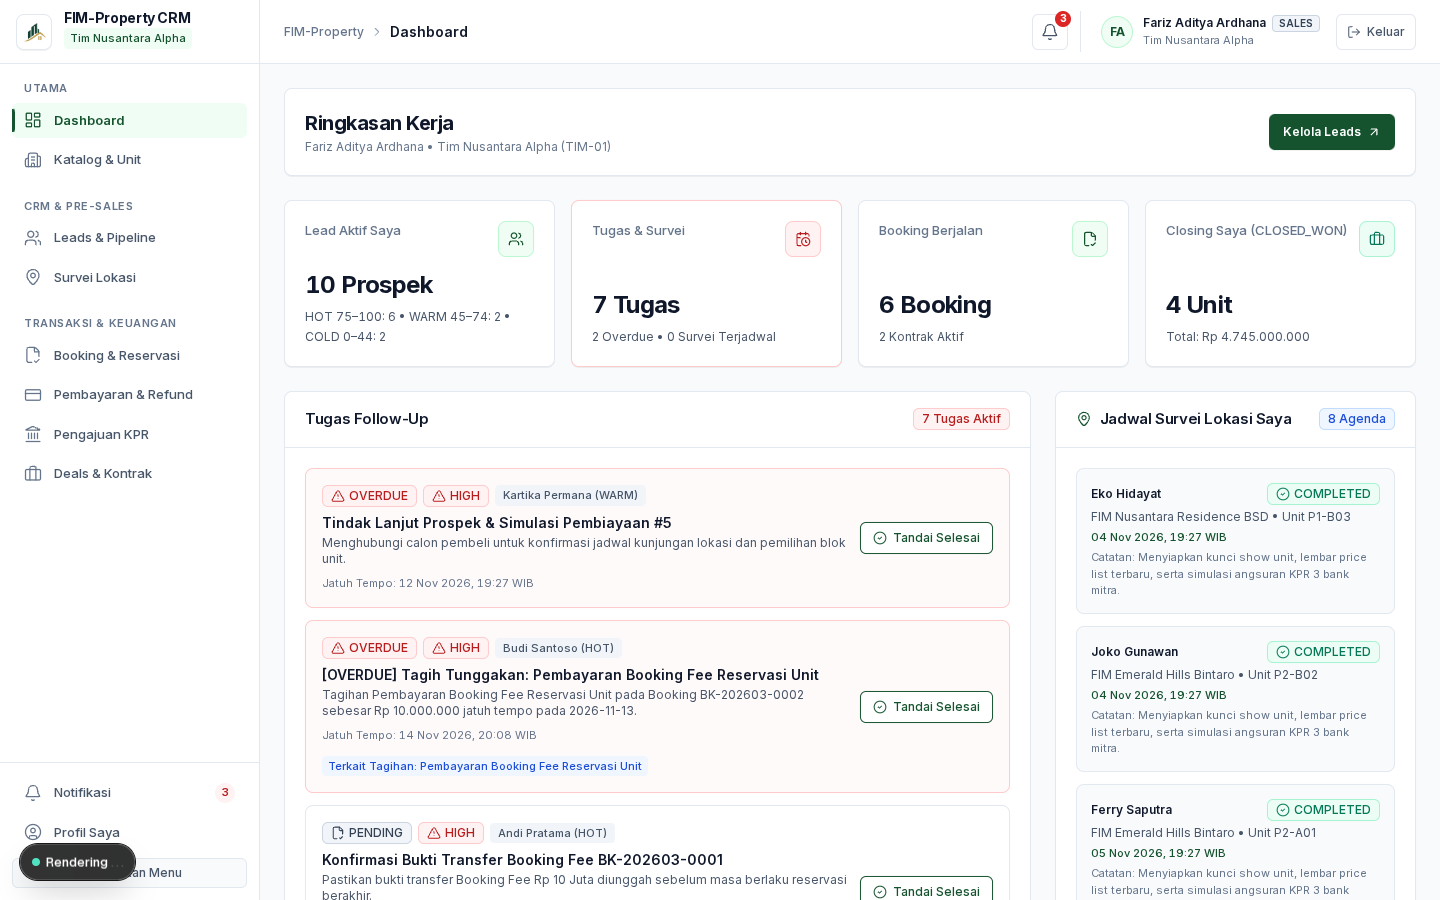 FIM-Property CRM
Tim Nusantara Alpha
FIM-Property
Dashboard
3
FA
Fariz Aditya Ardhana SALES
Tim Nusantara Alpha
Keluar
UTAMA
Dashboard
Katalog & Unit
CRM & PRE-SALES
Leads & Pipeline
Survei Lokasi
TRANSAKSI & KEUANGAN
Booking & Reservasi
Pembayaran & Refund
Pengajuan KPR
Deals & Kontrak
Notifikasi 3
Profil Saya
an Menu
Rendering ...
Ringkasan Kerja
Fariz Aditya Ardhana • Tim Nusantara Alpha (TIM-01)
Kelola Leads
Lead Aktif Saya
10 Prospek
HOT 75–100: 6 • WARM 45–74: 2 •
COLD 0–44: 2
Tugas & Survei
7 Tugas
2 Overdue • 0 Survei Terjadwal
Booking Berjalan
6 Booking
2 Kontrak Aktif
Closing Saya (CLOSED_WON)
4 Unit
Total: Rp 4.745.000.000
Tugas Follow-Up
7 Tugas Aktif
OVERDUE HIGH Kartika Permana (WARM)
Tindak Lanjut Prospek & Simulasi Pembiayaan #5
Menghubungi calon pembeli untuk konfirmasi jadwal kunjungan lokasi dan pemilihan blok
unit.
Jatuh Tempo: 12 Nov 2026, 19:27 WIB
Tandai Selesai
OVERDUE HIGH Budi Santoso (HOT)
[OVERDUE] Tagih Tunggakan: Pembayaran Booking Fee Reservasi Unit
Tagihan Pembayaran Booking Fee Reservasi Unit pada Booking BK-202603-0002
sebesar Rp 10.000.000 jatuh tempo pada 2026-11-13.
Jatuh Tempo: 14 Nov 2026, 20:08 WIB
Terkait Tagihan: Pembayaran Booking Fee Reservasi Unit
Tandai Selesai
PENDING HIGH Andi Pratama (HOT)
Konfirmasi Bukti Transfer Booking Fee BK-202603-0001
Pastikan bukti transfer Booking Fee Rp 10 Juta diunggah sebelum masa berlaku reservasi
berakhir.
Tandai Selesai
Jadwal Survei Lokasi Saya
8 Agenda
Eko Hidayat COMPLETED
FIM Nusantara Residence BSD • Unit P1-B03
04 Nov 2026, 19:27 WIB
Catatan: Menyiapkan kunci show unit, lembar price
list terbaru, serta simulasi angsuran KPR 3 bank
mitra.
Joko Gunawan COMPLETED
FIM Emerald Hills Bintaro • Unit P2-B02
04 Nov 2026, 19:27 WIB
Catatan: Menyiapkan kunci show unit, lembar price
list terbaru, serta simulasi angsuran KPR 3 bank
mitra.
Ferry Saputra COMPLETED
FIM Emerald Hills Bintaro • Unit P2-A01
05 Nov 2026, 19:27 WIB
Catatan: Menyiapkan kunci show unit, lembar price
list terbaru, serta simulasi angsuran KPR 3 bank